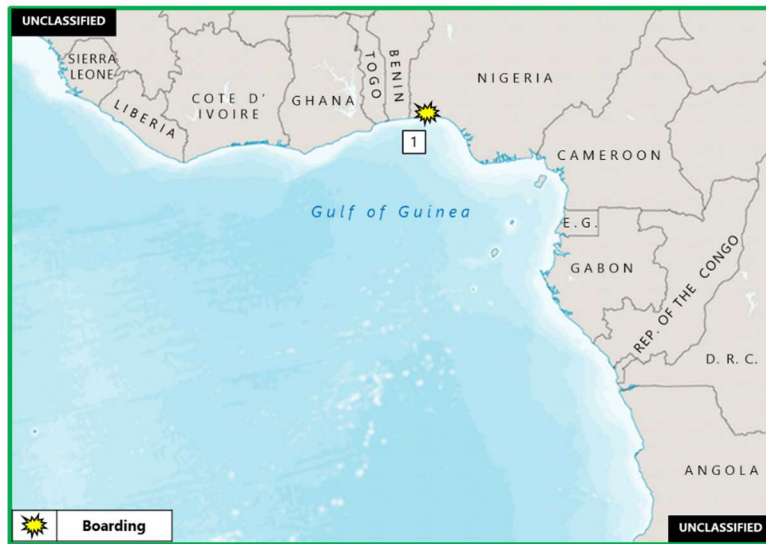 UNCLASSIFIED
SIERRA
LEONE
LIBERIA
COTE D'
IVOIRE
GHANA
TOGO
BENIN
NIGERIA
1
CAMEROON
Gulf of Guinea
E.G.
GABON
REP. OF THE CONGO
D.R.C.
ANGOLA
Boarding
UNCLASSIFIED